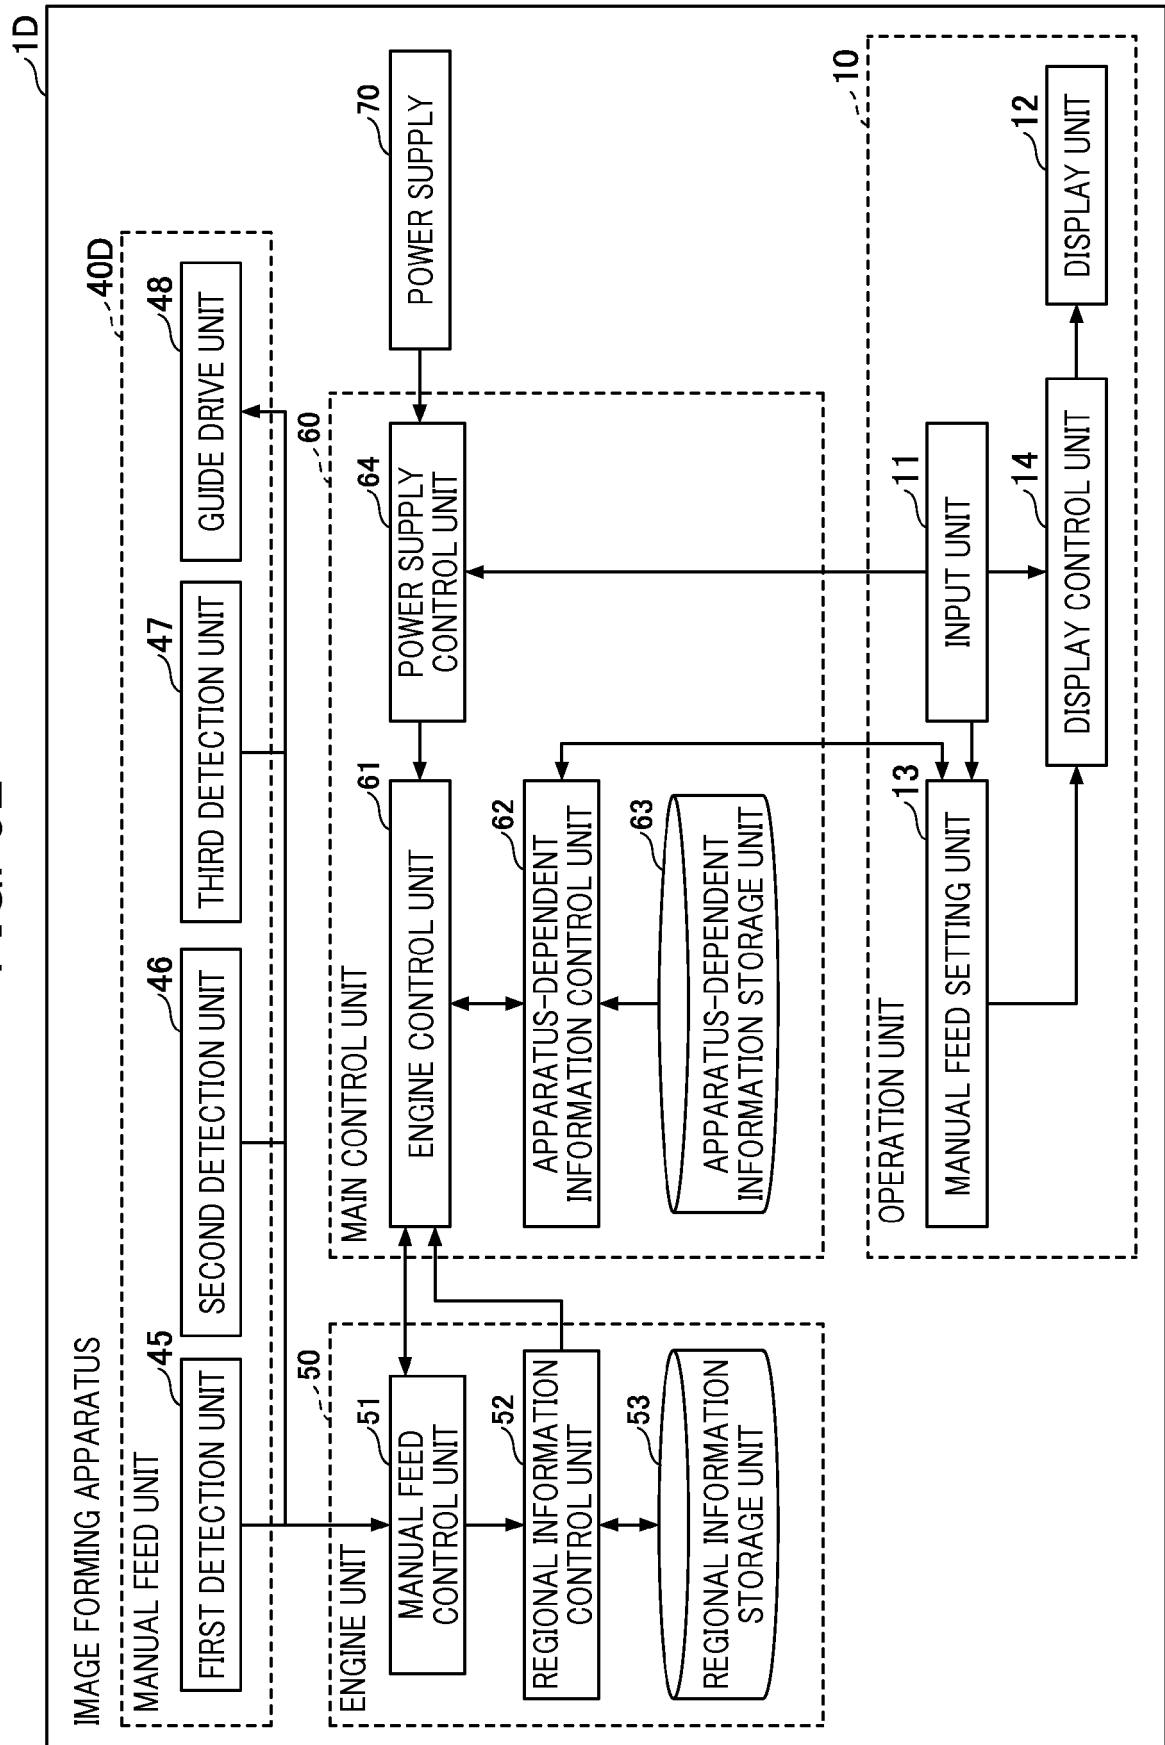 1D
IMAGE FORMING APPARATUS
40D
MANUAL FEED UNIT
45
FIRST DETECTION UNIT
46
SECOND DETECTION UNIT
47
THIRD DETECTION UNIT
48
GUIDE DRIVE UNIT
50
ENGINE UNIT
51
MANUAL FEED
CONTROL UNIT
52
REGIONAL INFORMATION
CONTROL UNIT
53
REGIONAL INFORMATION
STORAGE UNIT
60
MAIN CONTROL UNIT
61
ENGINE CONTROL UNIT
62
APPARATUS-DEPENDENT
INFORMATION CONTROL UNIT
63
APPARATUS-DEPENDENT
INFORMATION STORAGE UNIT
64
POWER SUPPLY
CONTROL UNIT
70
POWER SUPPLY
10
OPERATION UNIT
13
MANUAL FEED SETTING UNIT
11
INPUT UNIT
14
DISPLAY CONTROL UNIT
12
DISPLAY UNIT